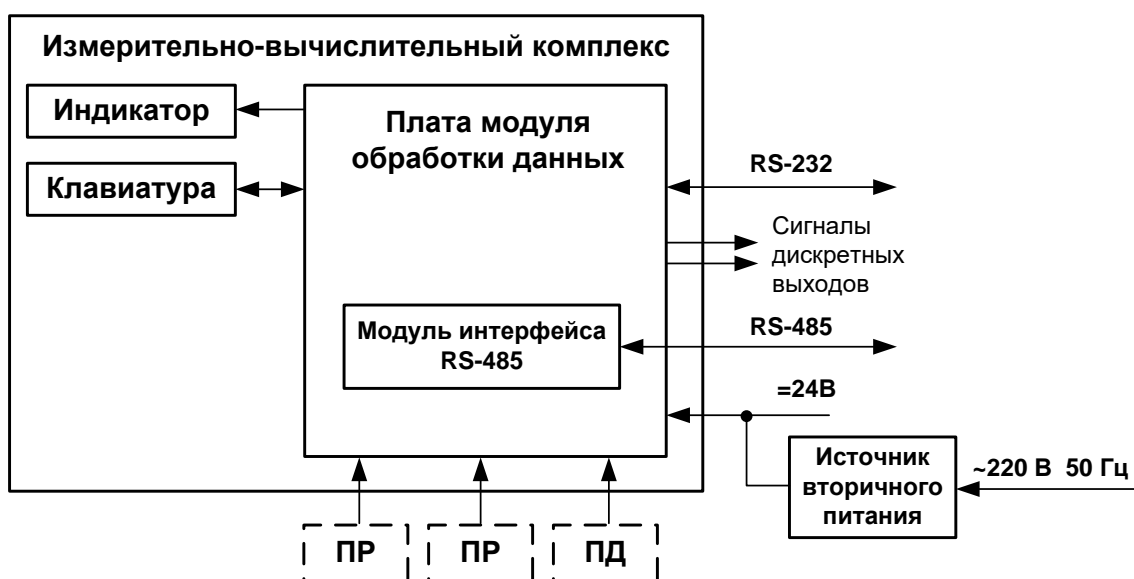 Измерительно-вычислительный комплекс
Индикатор
Клавиатура
Плата модуля
обработки данных
RS-232
Сигналы
дискретных
выходов
Модуль интерфейса
RS-485
RS-485
=24В
Источник
вторичного
питания
~220 В 50 Гц
ПР
ПР
ПД